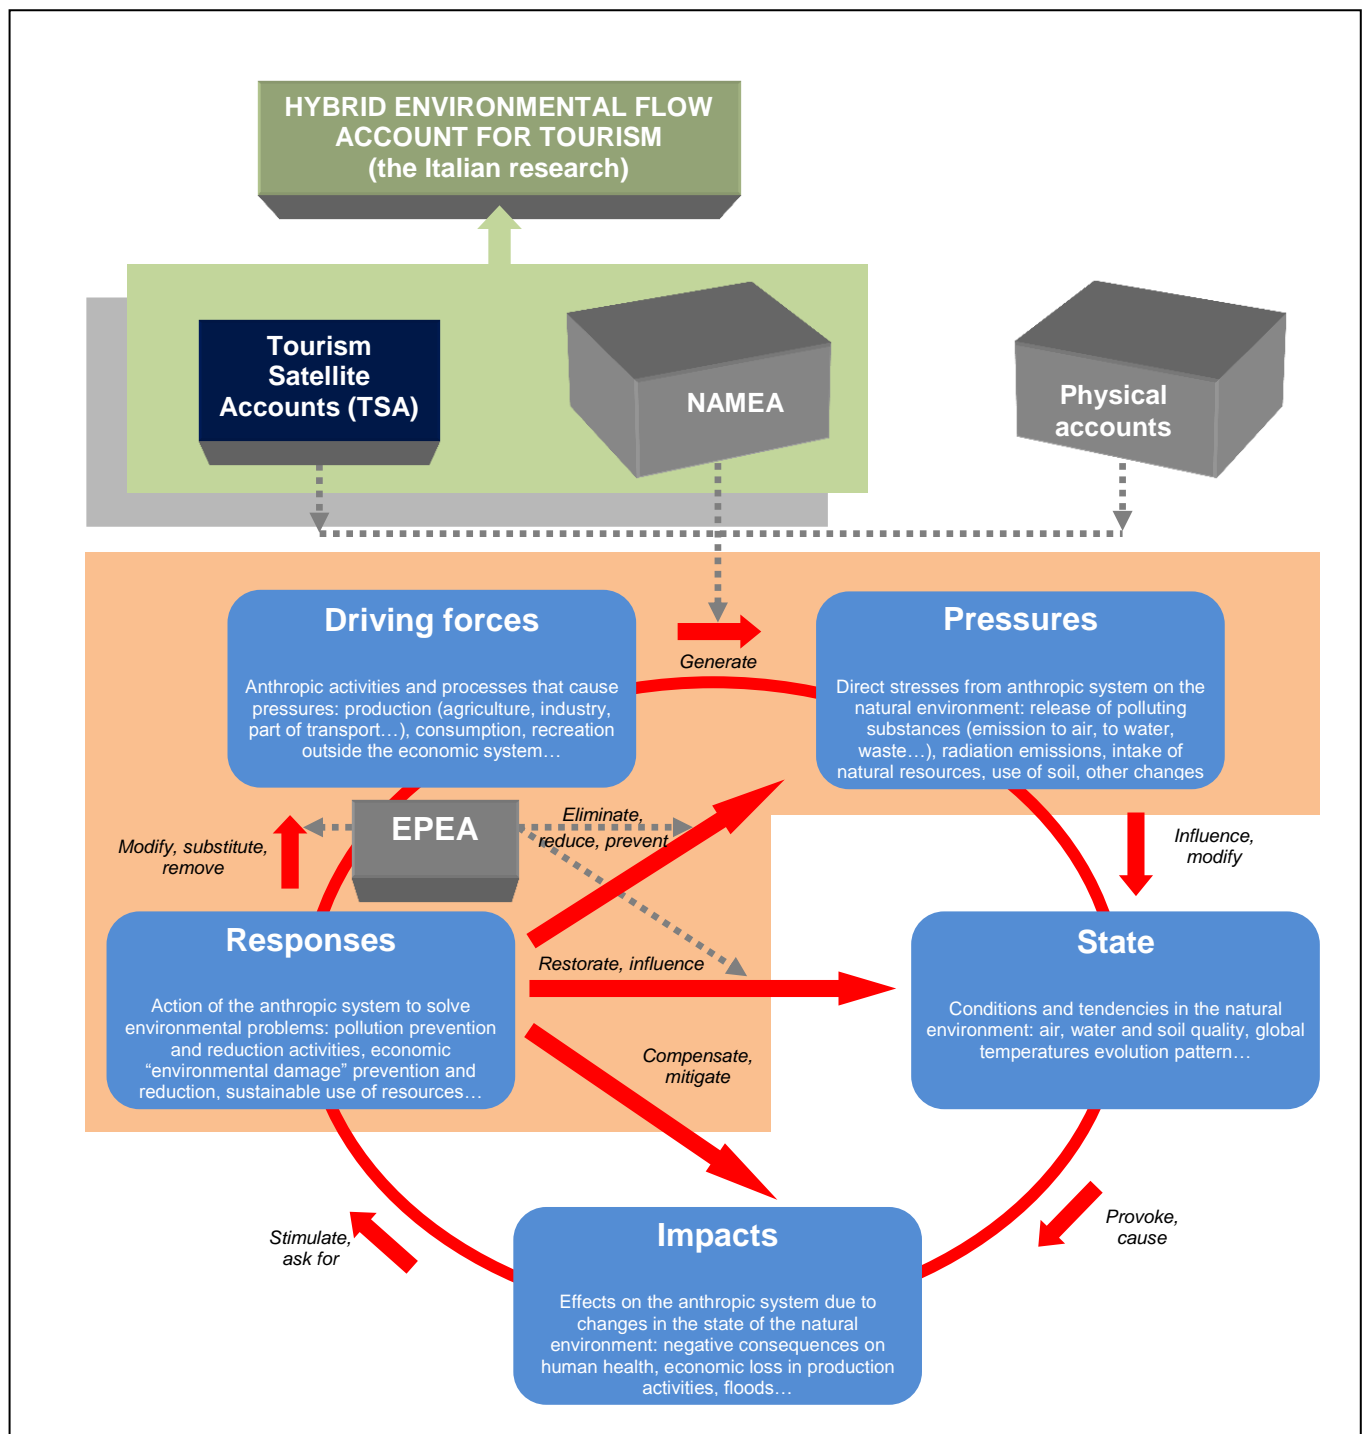 HYBRID ENVIRONMENTAL FLOW
ACCOUNT FOR TOURISM
(the Italian research)
Tourism
Satellite
Accounts (TSA)
NAMEA
Physical
accounts
Driving forces
Anthropic activities and processes that cause
pressures: production (agriculture, industry,
part of transport…), consumption, recreation
outside the economic system…
Generate
Pressures
Direct stresses from anthropic system on the
natural environment: release of polluting
substances (emission to air, to water,
waste…), radiation emissions, intake of
natural resources, use of soil, other changes
EPEA
Eliminate,
reduce, prevent
Modify, substitute,
remove
Influence,
modify
Responses
Action of the anthropic system to solve
environmental problems: pollution prevention
and reduction activities, economic
“environmental damage” prevention and
reduction, sustainable use of resources…
Restorate, influence
State
Conditions and tendencies in the natural
environment: air, water and soil quality, global
temperatures evolution pattern…
Compensate,
mitigate
Stimulate,
ask for
Provoke,
cause
Impacts
Effects on the anthropic system due to
changes in the state of the natural
environment: negative consequences on
human health, economic loss in production
activities, floods…